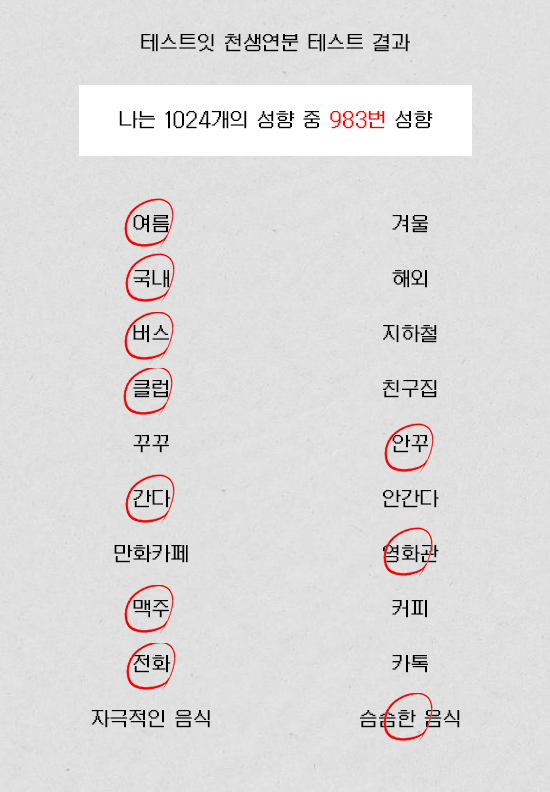 테스트잇 천생연분 테스트 결과
나는 1024개의 성향 중 983번 성향
여름 겨울
국내 해외
버스 지하철
클럽 친구집
꾸꾸 안꾸
간다 안간다
만화카페 영화관
맥주 커피
전화 카톡
자극적인 음식 슴슴한 음식